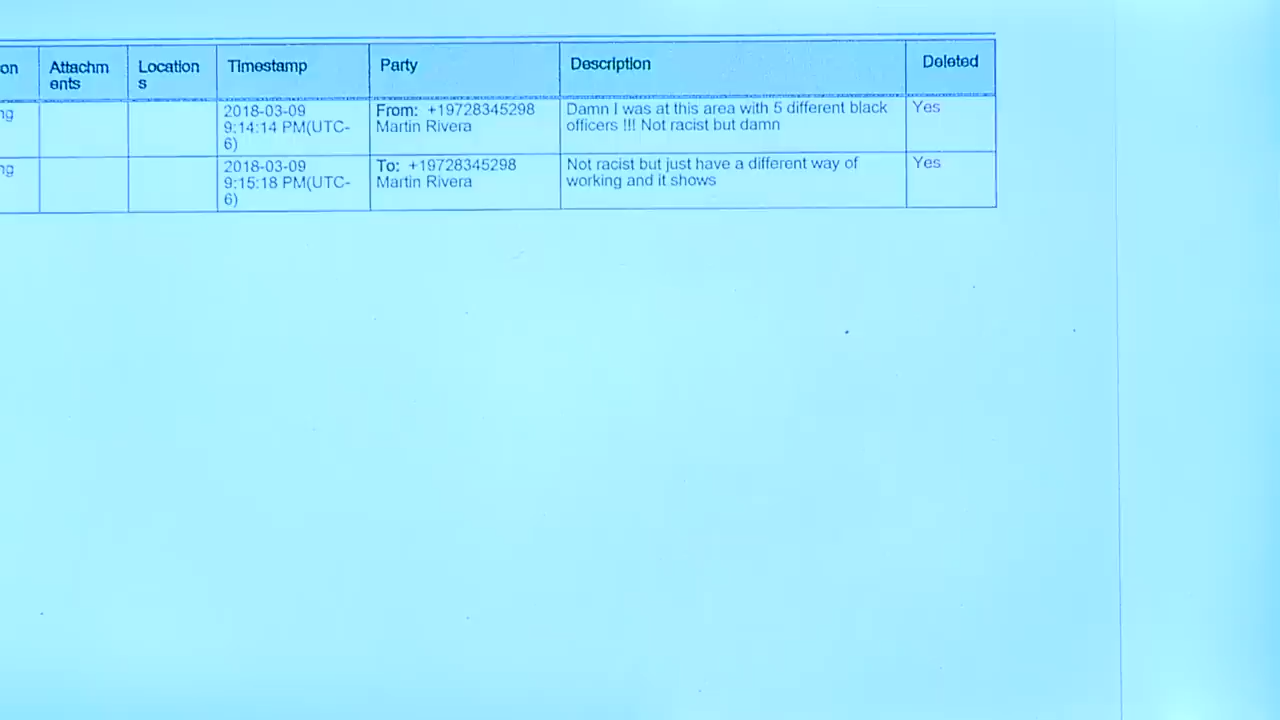 on Attachm Location Timestamp Party Description Deleted
ents s
ng 2018-03-09 From: +19728345298 Damn I was at this area with 5 different black Yes
9:14:14 PM(UTC- Martin Rivera officers !!! Not racist but damn
6)
ng 2018-03-09 To: +19728345298 Not racist but just have a different way of Yes
9:15:18 PM(UTC- Martin Rivera working and it shows
6)